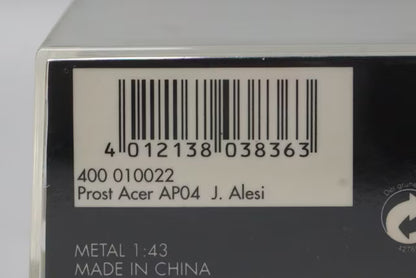 4 012138 038363
400 010022
Prost Acer AP04 J. Alesi
METAL 1:43
MADE IN CHINA